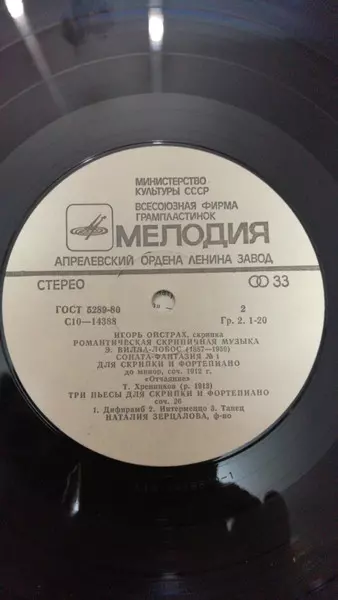 МИНИСТЕРСТВО
КУЛЬТУРЫ СССР
ВСЕСОЮЗНАЯ ФИРМА
ГРАМПЛАСТИНОК
МЕЛОДИЯ
АПРЕЛЕВСКИЙ ОРДЕНА ЛЕНИНА ЗАВОД
СТЕРЕО 33
ГОСТ 5289-80 2
С10—14388 Гр. 2. 1-20
ИГОРЬ ОЙСТРАХ, скрипка
РОМАНТИЧЕСКАЯ СКРИПИЧНАЯ МУЗЫКА
Э. ВИЛЛА-ЛОБОС (1887—1959)
СОНАТА-ФАНТАЗИЯ № 1
ДЛЯ СКРИПКИ И ФОРТЕПИАНО
до минор, соч. 1912 г.
«Отчаяние»
Т. Хренников (р. 1913)
ТРИ ПЬЕСЫ ДЛЯ СКРИПКИ И ФОРТЕПИАНО
соч. 26
1. Дифирамб 2. Интермеццо 3. Танец
НАТАЛИЯ ЗЕРЦАЛОВА, ф-но